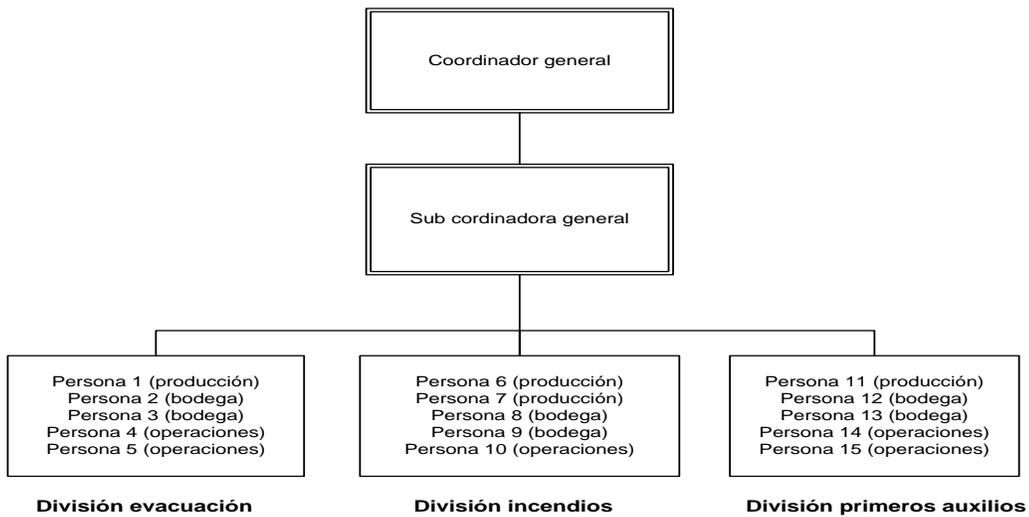 Coordinador general
Sub cordinadora general
Persona 1 (producción)
Persona 2 (bodega)
Persona 3 (bodega)
Persona 4 (operaciones)
Persona 5 (operaciones)
División evacuación
Persona 6 (producción)
Persona 7 (producción)
Persona 8 (bodega)
Persona 9 (bodega)
Persona 10 (operaciones)
División incendios
Persona 11 (producción)
Persona 12 (bodega)
Persona 13 (bodega)
Persona 14 (operaciones)
Persona 15 (operaciones)
División primeros auxilios